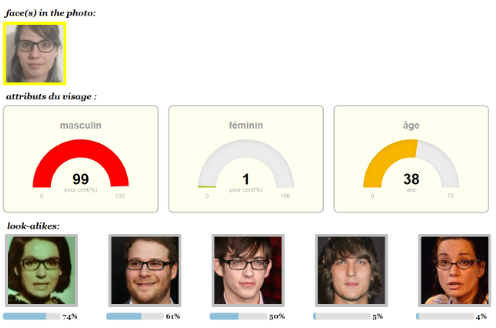 face(s) in the photo:
attributs du visage :
masculin
féminin
âge
99
pour cent(%)
0
100
1
pour cent(%)
0
100
38
ans
0
70
look-alikes:
74%
61%
50%
5%
4%